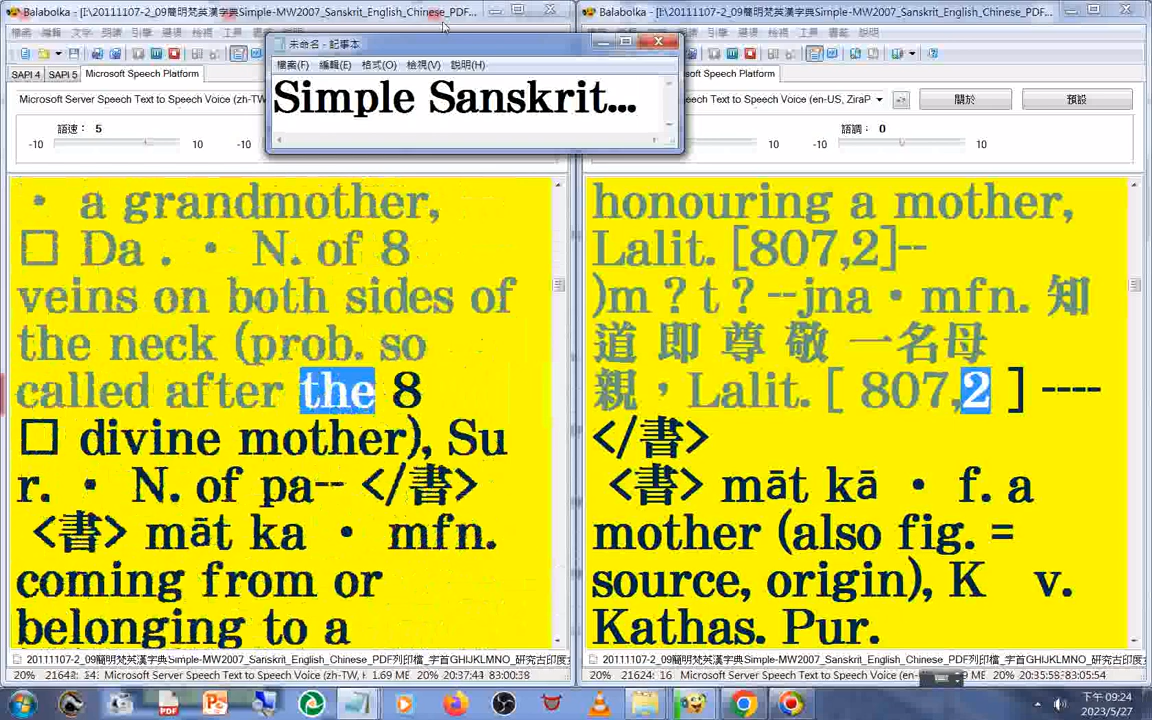 Balabolka - [I:\20111107-2_09簡明梵英漢字典Simple-MW2007_Sanskrit_English_Chinese_PDF...
Balabolka - [I:\20111107-2_09簡明梵英漢字典Simple-MW2007_Sanskrit_English_Chinese_PDF...
未命名 - 記事本
檔案(F) 編輯(E) 格式(O) 檢視(V) 說明(H)
Simple Sanskrit...
SAPI 4 SAPI 5 Microsoft Speech Platform
Speech Platform
Microsoft Server Speech Text to Speech Voice (zh-TW
eech Text to Speech Voice (en-US, ZiraP
關於
預設
語速： 5
-10 10 -10
語調： 0
10 -10 10
• a grandmother,
□ Da . • N. of 8
veins on both sides of
the neck (prob. so
called after the 8
□ divine mother), Su
r. • N. of pa-- </書>
<書> māt ka • mfn.
coming from or
belonging to a
honouring a mother,
Lalit. [807,2]--
)m？t？--jna • mfn. 知
道 即 尊 敬 一名母
親，Lalit. [ 807,2 ] ----
</書>
<書> māt kā • f. a
mother (also fig. =
source, origin), K v.
Kathas. Pur.
20111107-2_09簡明梵英漢字典Simple-MW2007_Sanskrit_English_Chinese_PDF列印檔_字首GHIJKLMNO_研究古印度
20111107-2_09簡明梵英漢字典Simple-MW2007_Sanskrit_English_Chinese_PDF列印檔_字首GHIJKLMNO_研究古印度
20% 21642: 14: Microsoft Server Speech Text to Speech Voice (zh-TW, H 1.69 ME 20% 20:37:44 83:00:38
20% 21624: 16 Microsoft Server Speech Text to Speech 20% 20:35:59 83:05:54
下午 09:24
2023/5/27